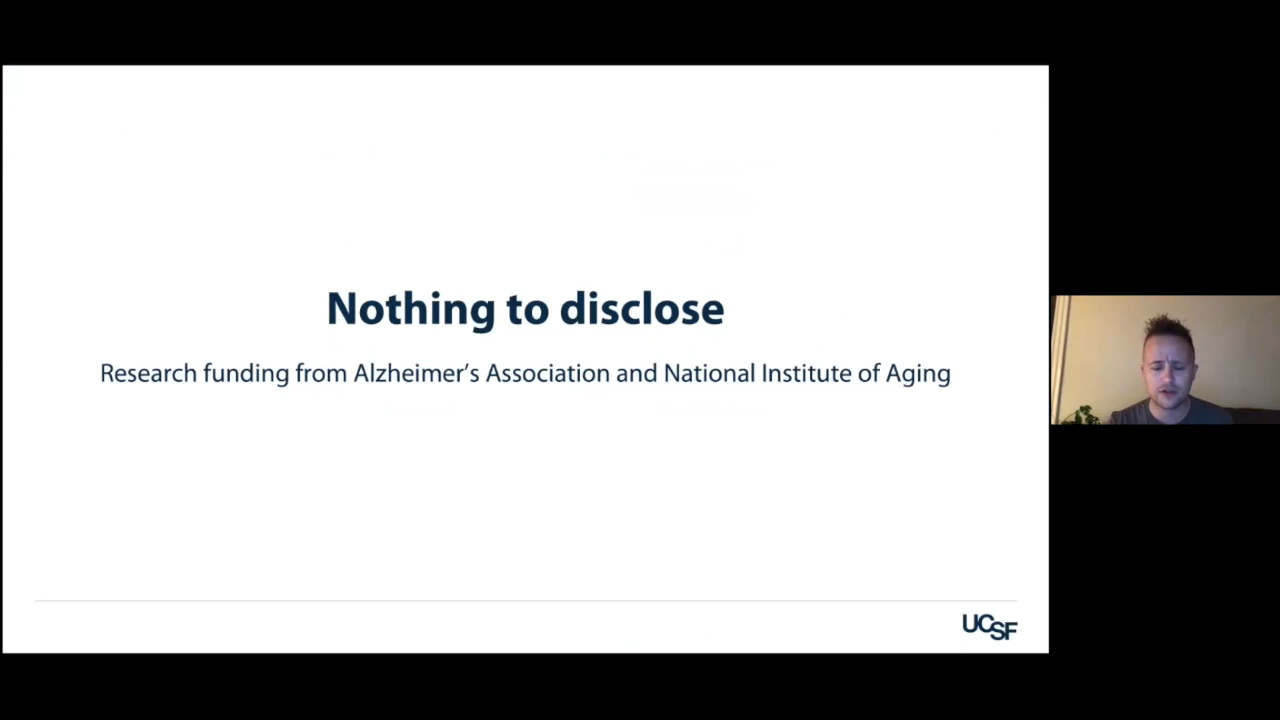 Nothing to disclose
Research funding from Alzheimer’s Association and National Institute of Aging
UCSF